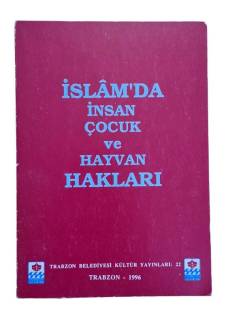 İSLÂM'DA
İNSAN
ÇOCUK
ve
HAYVAN
HAKLARI
TRABZON BELEDİYESİ KÜLTÜR YAYINLARI: 22
TRABZON - 1996